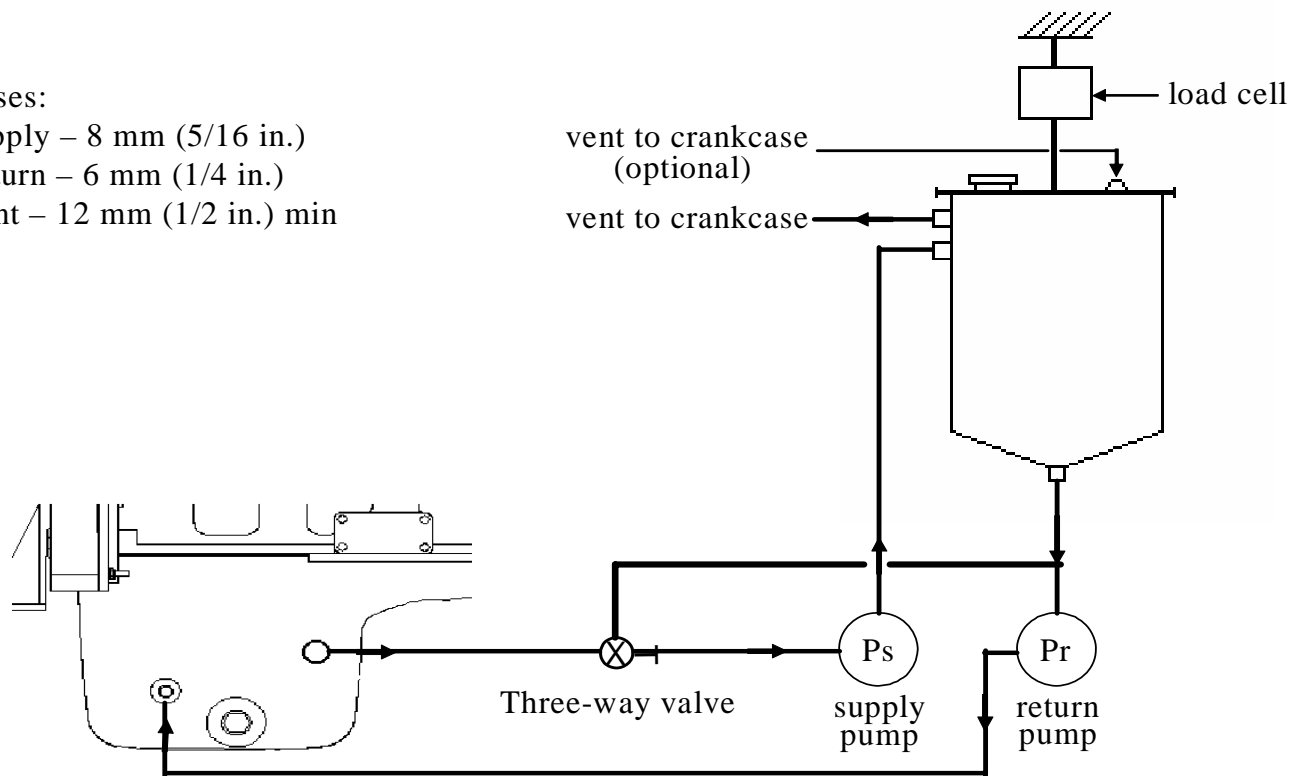 ses:
pply – 8 mm (5/16 in.)
turn – 6 mm (1/4 in.)
nt – 12 mm (1/2 in.) min
load cell
vent to crankcase
(optional)
vent to crankcase
Ps
Pr
Three-way valve
supply
pump
return
pump